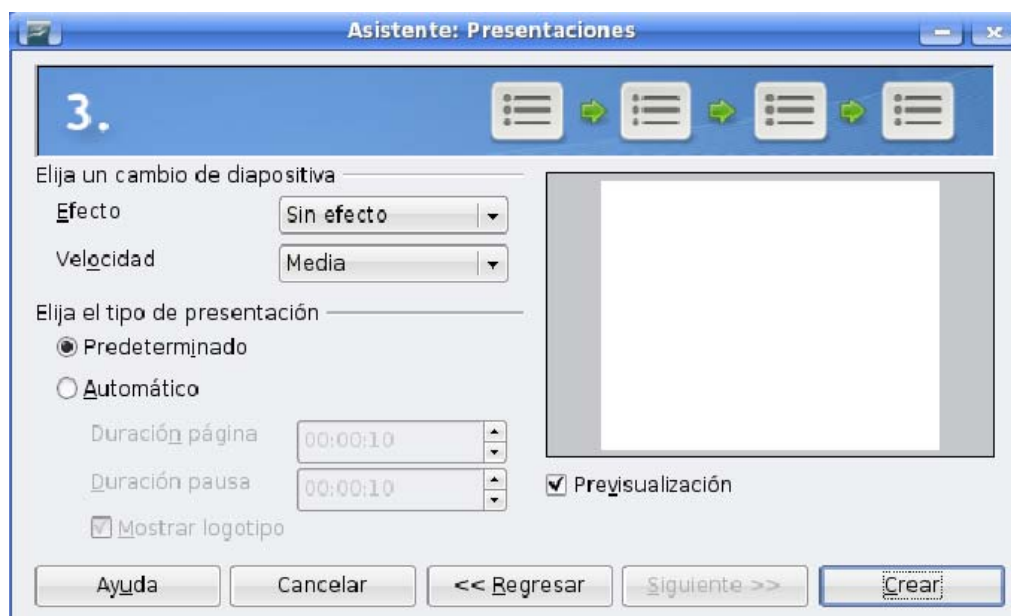 Asistente: Presentaciones
3.
Elija un cambio de diapositiva
Efecto
Sin efecto
Velocidad
Media
Elija el tipo de presentación
Predeterminado
Automático
Duración página
00:00:10
Duración pausa
00:00:10
Mostrar logotipo
Previsualización
Ayuda
Cancelar
<< Regresar
Siguiente >>
Crear